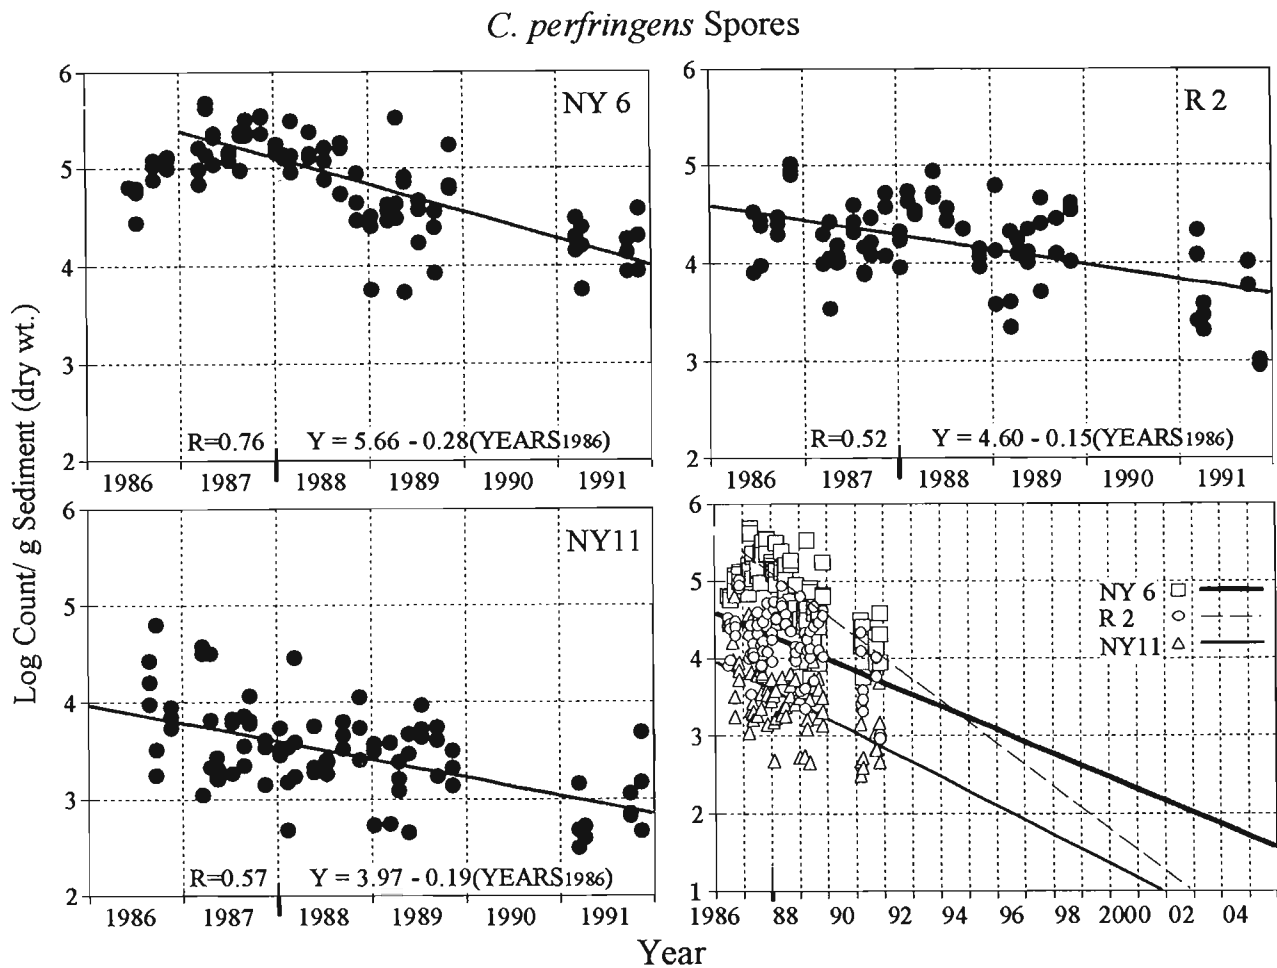 C. perfringens Spores
Log Count/ g Sediment (dry wt.)
6
5
4
3
2
NY 6
R=0.76 Y = 5.66 - 0.28(YEARS1986)
1986 1987 1988 1989 1990 1991
6
5
4
3
2
R 2
R=0.52 Y = 4.60 - 0.15(YEARS1986)
1986 1987 1988 1989 1990 1991
6
5
4
3
2
NY11
R=0.57 Y = 3.97 - 0.19(YEARS1986)
1986 1987 1988 1989 1990 1991
6
5
4
3
2
1
NY 6
R 2
NY11
1986 88 90 92 94 96 98 2000 02 04
Year